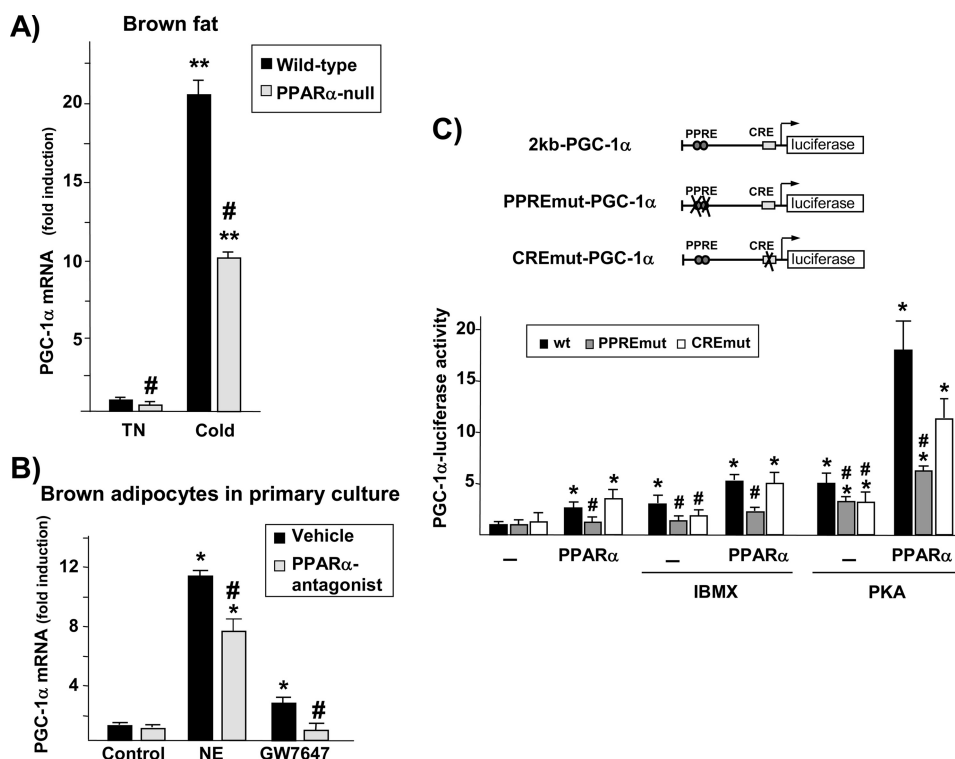 A)
Brown fat
Wild-type
PPARα-null
PGC-1α mRNA (fold induction)
20
15
10
5
**
#
**
#
TN
Cold
B)
Brown adipocytes in primary culture
Vehicle
PPARα-
antagonist
PGC-1α mRNA (fold induction)
12
8
4
*
#
*
*
#
Control
NE
GW7647
C)
2kb-PGC-1α
PPRE
CRE
luciferase
PPREmut-PGC-1α
PPRE
CRE
luciferase
CREmut-PGC-1α
PPRE
CRE
luciferase
PGC-1α-luciferase activity
20
15
10
5
wt PPREmut CREmut
* # *
* # #
* # *
* # * # *
* # * *
– PPARα – PPARα – PPARα
IBMX PKA